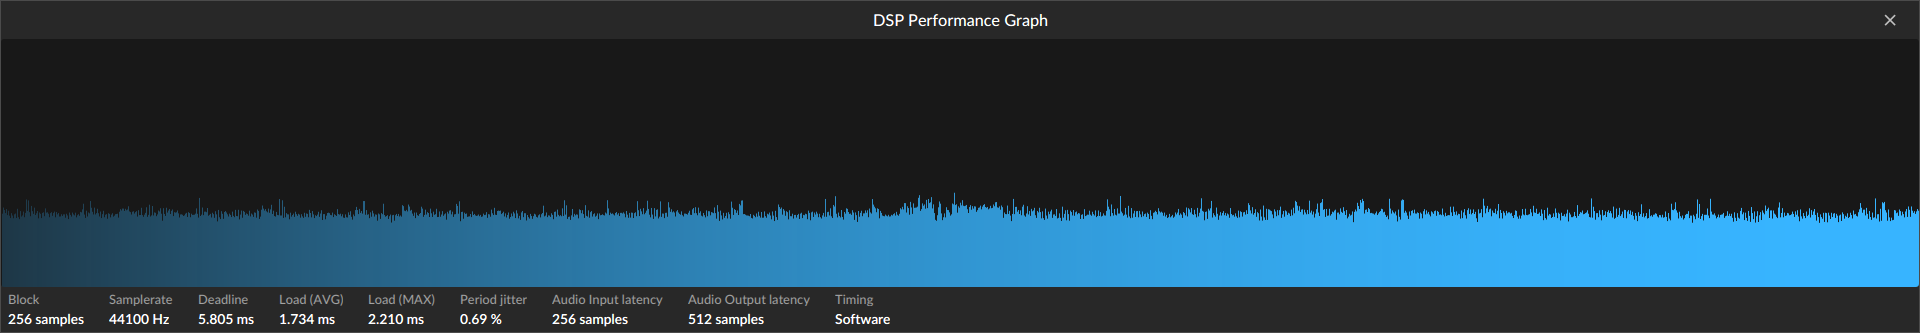 DSP Performance Graph
Block Samplerate Deadline Load (AVG) Load (MAX) Period jitter Audio Input latency Audio Output latency Timing
256 samples 44100 Hz 5.805 ms 1.734 ms 2.210 ms 0.69 % 256 samples 512 samples Software